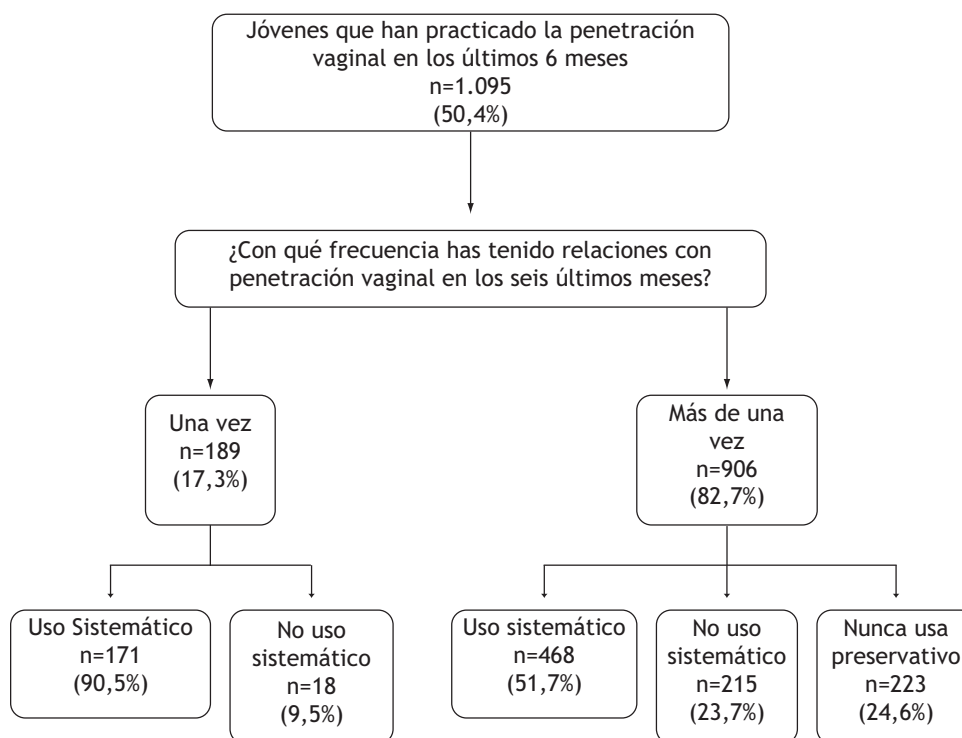 Jóvenes que han practicado la penetración
vaginal en los últimos 6 meses
n=1.095
(50,4%)
¿Con qué frecuencia has tenido relaciones con
penetración vaginal en los seis últimos meses?
Una vez
n=189
(17,3%)
Más de una
vez
n=906
(82,7%)
Uso Sistemático
n=171
(90,5%)
No uso
sistemático
n=18
(9,5%)
Uso sistemático
n=468
(51,7%)
No uso
sistemático
n=215
(23,7%)
Nunca usa
preservativo
n=223
(24,6%)